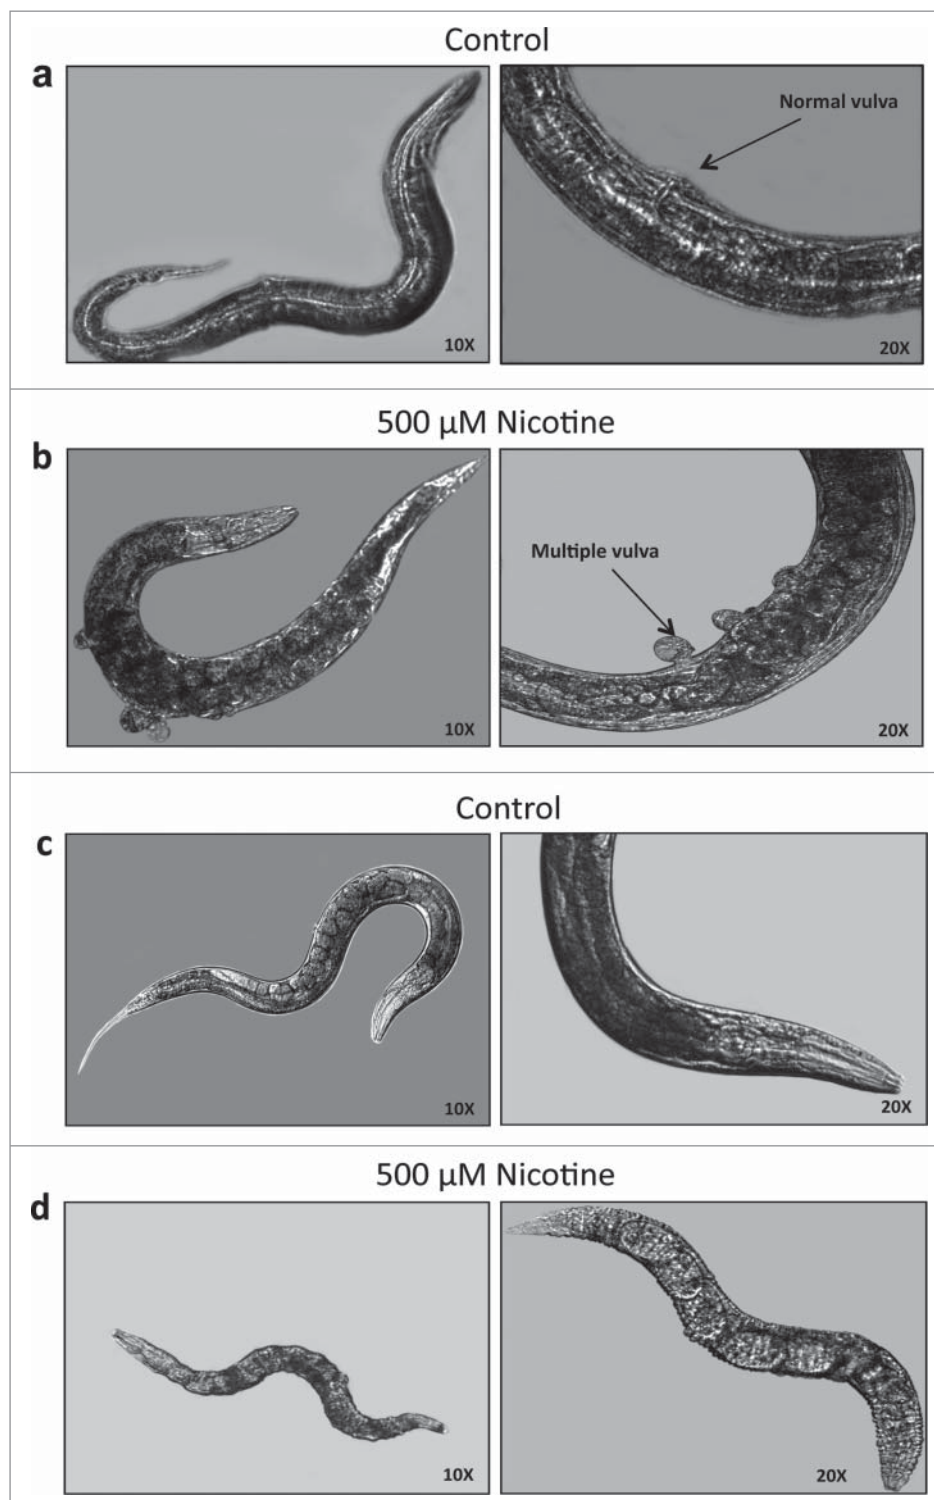 Control
a
Normal vulva
10X
20X
500 µM Nicotine
b
Multiple vulva
10X
20X
Control
c
10X
20X
500 µM Nicotine
d
10X
20X